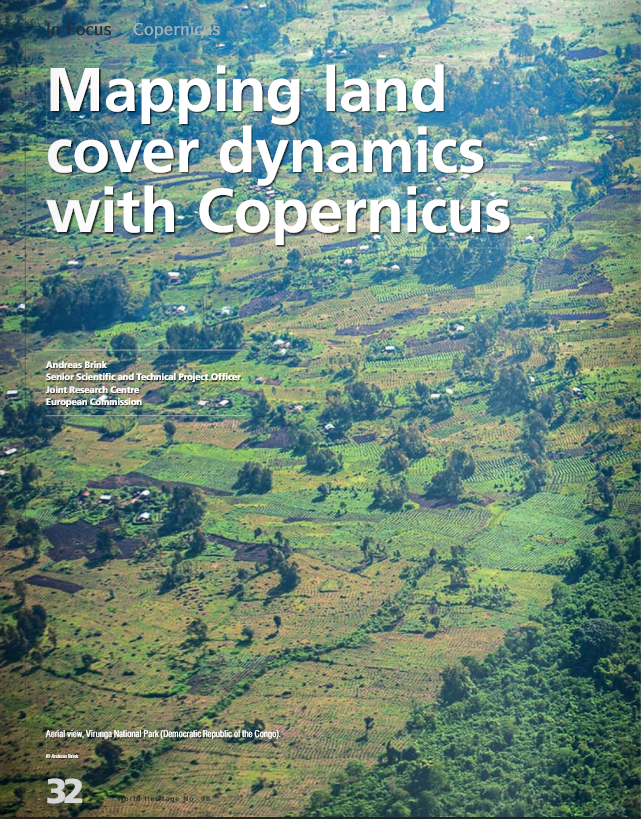 In Focus Copernicus
Mapping land
cover dynamics
with Copernicus
Andreas Brink
Senior Scientific and Technical Project Officer
Joint Research Centre
European Commission
Aerial view, Virunga National Park (Democratic Republic of the Congo).
© Andreas Brink
32
World Heritage No. 98